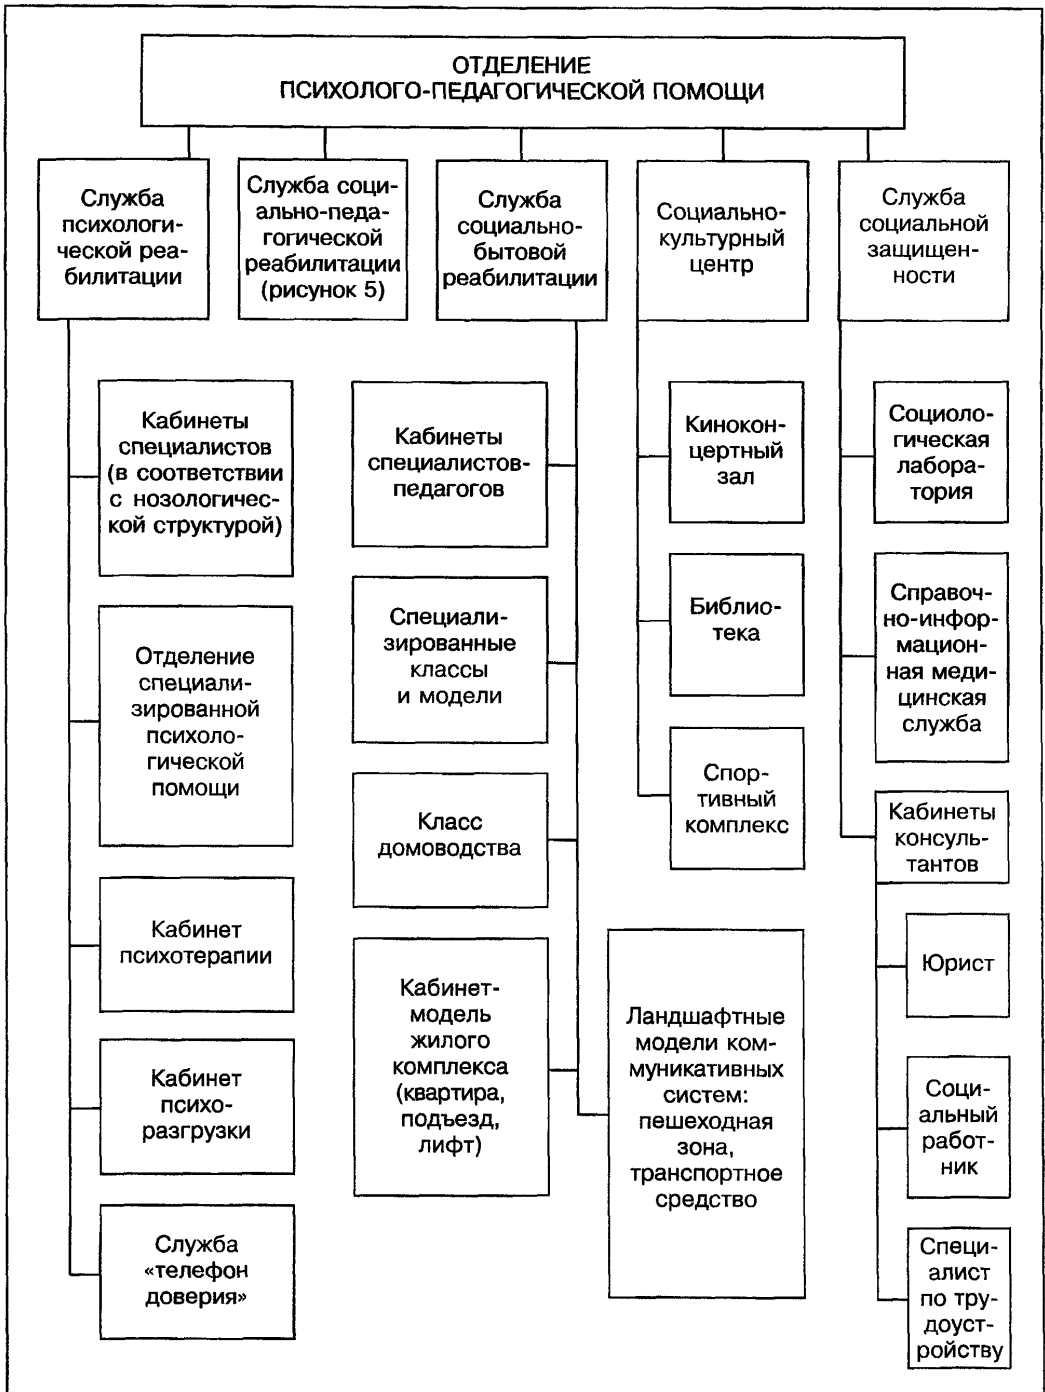 ОТДЕЛЕНИЕ
ПСИХОЛОГО-ПЕДАГОГИЧЕСКОЙ ПОМОЩИ
Служба
психологи-
ческой реа-
билитации
Служба соци-
ально-педа-
гогической
реабилитации
(рисунок 5)
Служба
социально-
бытовой
реабилитации
Социально-
культурный
центр
Служба
социальной
защищен-
ности
Кабинеты
специалистов
(в соответствии
с нозологичес-
кой структурой)
Отделение
специали-
зированной
психоло-
гической
помощи
Кабинет
психотерапии
Кабинет
психо-
разгрузки
Служба
«телефон
доверия»
Кабинеты
специалистов-
педагогов
Специали-
зированные
классы
и модели
Класс
домоводства
Кабинет-
модель
жилого
комплекса
(квартира,
подъезд,
лифт)
Ландшафтные
модели ком-
муникативных
систем:
пешеходная
зона,
транспортное
средство
Киноконцертный
зал
Библио-
тека
Спор-
тивный
комплекс
Социоло-
гическая
лабора-
тория
Справоч-
но-инфор-
мацион-
ная меди-
цинская
служба
Кабинеты
консуль-
тантов
Юрист
Соци-
альный
работ-
ник
Специ-
алист
по тру-
доуст-
ройству